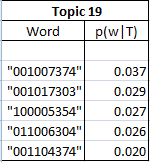 Topic 19
Word p(w|T)
"001007374" 0.037
"001017303" 0.029
"100005354" 0.027
"011006304" 0.026
"001104374" 0.020